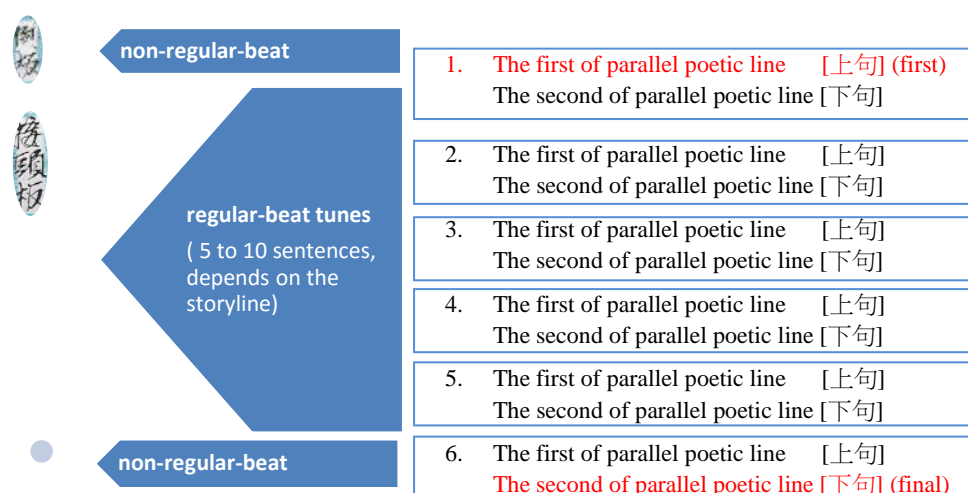 non-regular-beat
頭板
regular-beat tunes
( 5 to 10 sentences,
depends on the
storyline)
non-regular-beat
1. The first of parallel poetic line [上句] (first)
The second of parallel poetic line [下句]
2. The first of parallel poetic line [上句]
The second of parallel poetic line [下句]
3. The first of parallel poetic line [上句]
The second of parallel poetic line [下句]
4. The first of parallel poetic line [上句]
The second of parallel poetic line [下句]
5. The first of parallel poetic line [上句]
The second of parallel poetic line [下句]
6. The first of parallel poetic line [上句]
The second of parallel poetic line [下句] (final)